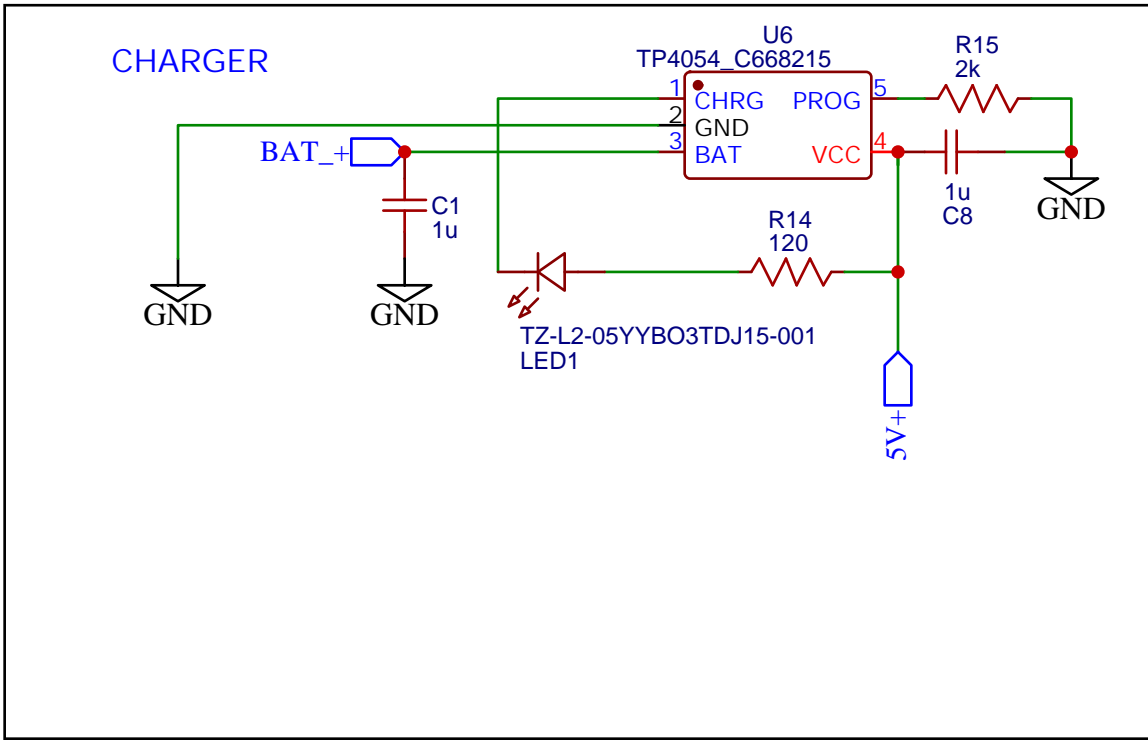 CHARGER
U6
TP4054_C668215
R15
2k
1
CHRG
PROG
5
2
GND
3
BAT
VCC
4
BAT_+
C1
1u
1u
C8
GND
R14
120
GND
GND
TZ-L2-05YYBO3TDJ15-001
LED1
5V+